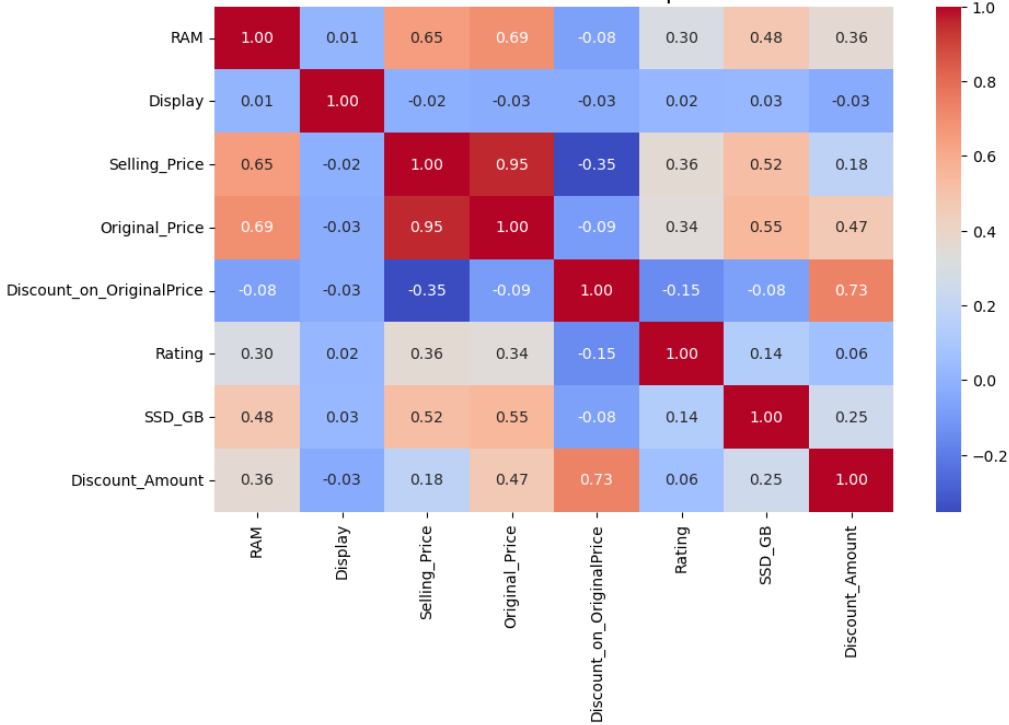 RAM 1.00 0.01 0.65 0.69 -0.08 0.30 0.48 0.36
Display 0.01 1.00 -0.02 -0.03 -0.03 0.02 0.03 -0.03
Selling_Price 0.65 -0.02 1.00 0.95 -0.35 0.36 0.52 0.18
Original_Price 0.69 -0.03 0.95 1.00 -0.09 0.34 0.55 0.47
Discount_on_OriginalPrice -0.08 -0.03 -0.35 -0.09 1.00 -0.15 -0.08 0.73
Rating 0.30 0.02 0.36 0.34 -0.15 1.00 0.14 0.06
SSD_GB 0.48 0.03 0.52 0.55 -0.08 0.14 1.00 0.25
Discount_Amount 0.36 -0.03 0.18 0.47 0.73 0.06 0.25 1.00
RAM
Display
Selling_Price
Original_Price
Discount_on_OriginalPrice
Rating
SSD_GB
Discount_Amount
1.0
0.8
0.6
0.4
0.2
0.0
−0.2